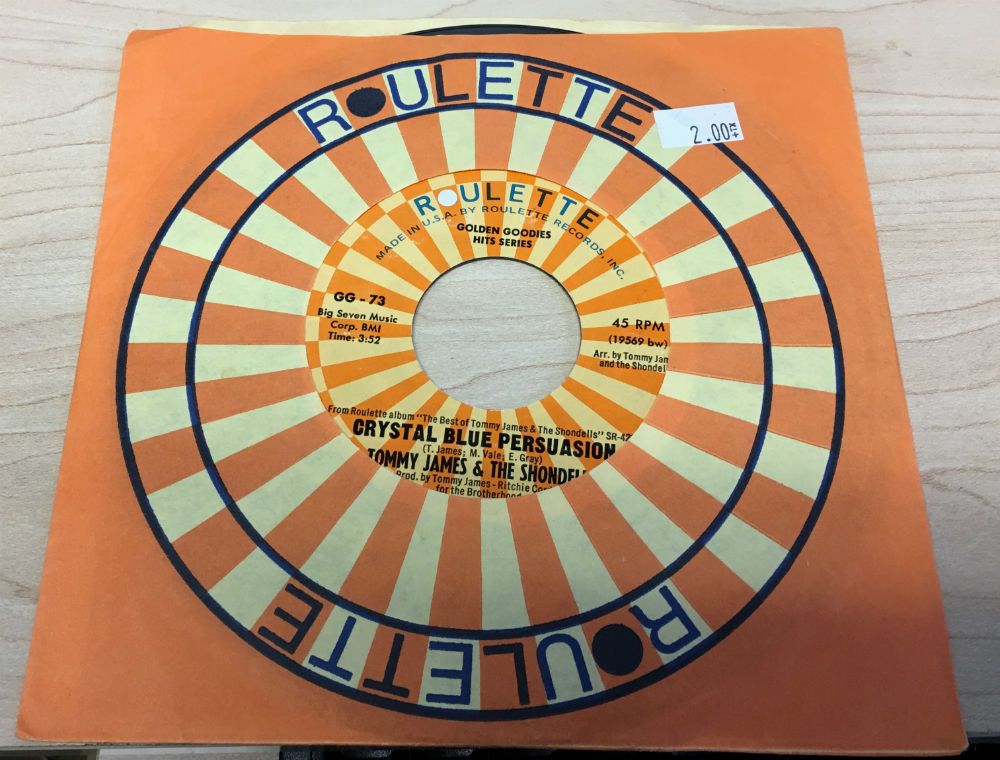 ROULETTE
2.00
ROULETTE
MADE IN U.S.A. BY ROULETTE RECORDS, INC.
GOLDEN GOODIES
HITS SERIES
GG - 73
Big Seven Music
Corp. BMI
Time: 3:52
45 RPM
(19569 bw)
Arr. by Tommy
and the
From Roulette album "The Best of Tommy James & The Shondells"
CRYSTAL BLUE PERSUASION
(T. James; M. Vale; E. Gray)
TOMMY JAMES & THE
Prod. by Tommy James - Ritchie
for the Brotherhood
ROULETTE